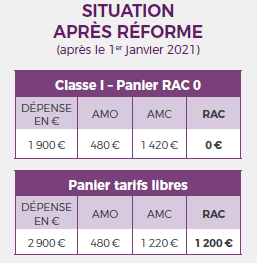 SITUATION
APRÈS RÉFORME
(après le 1er janvier 2021)
Classe I - Panier RAC 0
DÉPENSE EN € AMO AMC RAC
1 900 € 480 € 1 420 € 0 €
Panier tarifs libres
DÉPENSE EN € AMO AMC RAC
2 900 € 480 € 1 220 € 1 200 €